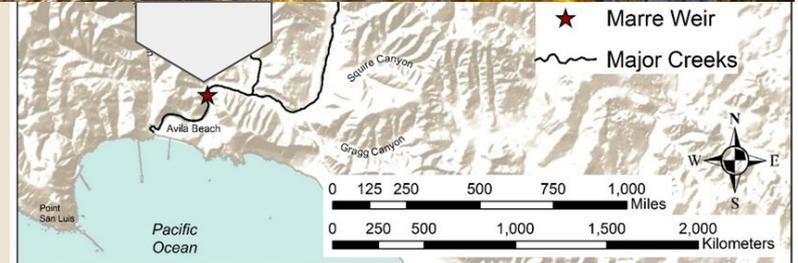 Marre Weir
Major Creeks
Squire Canyon
Avila Beach
Gragg Canyon
N
W E
S
0 125 250 500 750 1,000
Miles
Point
San Luis
0 250 500 1,000 1,500 2,000
Kilometers
Pacific
Ocean